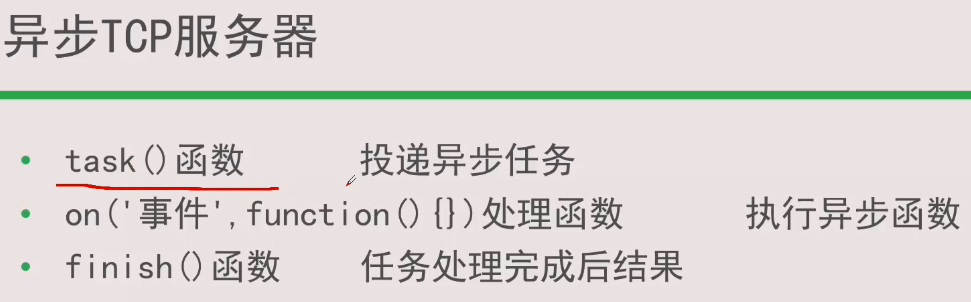 异步TCP服务器
• task()函数 投递异步任务
• on('事件',function(){})处理函数 执行异步函数
• finish()函数 任务处理完成后结果